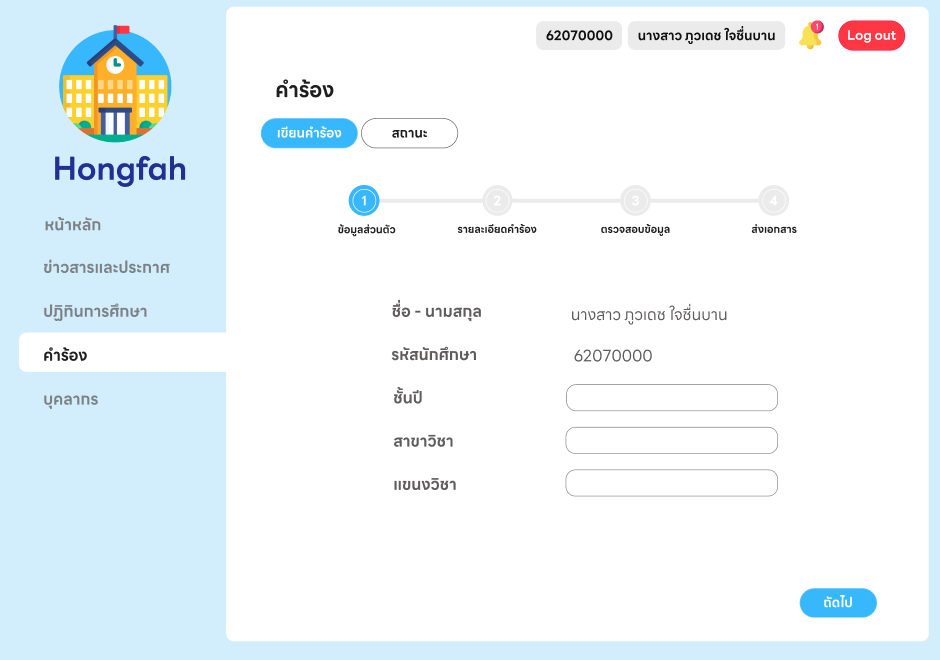 62070000 นางสาว ภูวเดช ใจชื่นบาน 1 Log out
Hongfah
หน้าหลัก
ข่าวสารและประกาศ
ปฏิทินการศึกษา
คำร้อง
บุคลากร
คำร้อง
เขียนคำร้อง สถานะ
1 2 3 4
ข้อมูลส่วนตัว รายละเอียดคำร้อง ตรวจสอบข้อมูล ส่งเอกสาร
ชื่อ - นามสกุล นางสาว ภูวเดช ใจชื่นบาน
รหัสนักศึกษา 62070000
ชั้นปี
สาขาวิชา
แขนงวิชา
ถัดไป